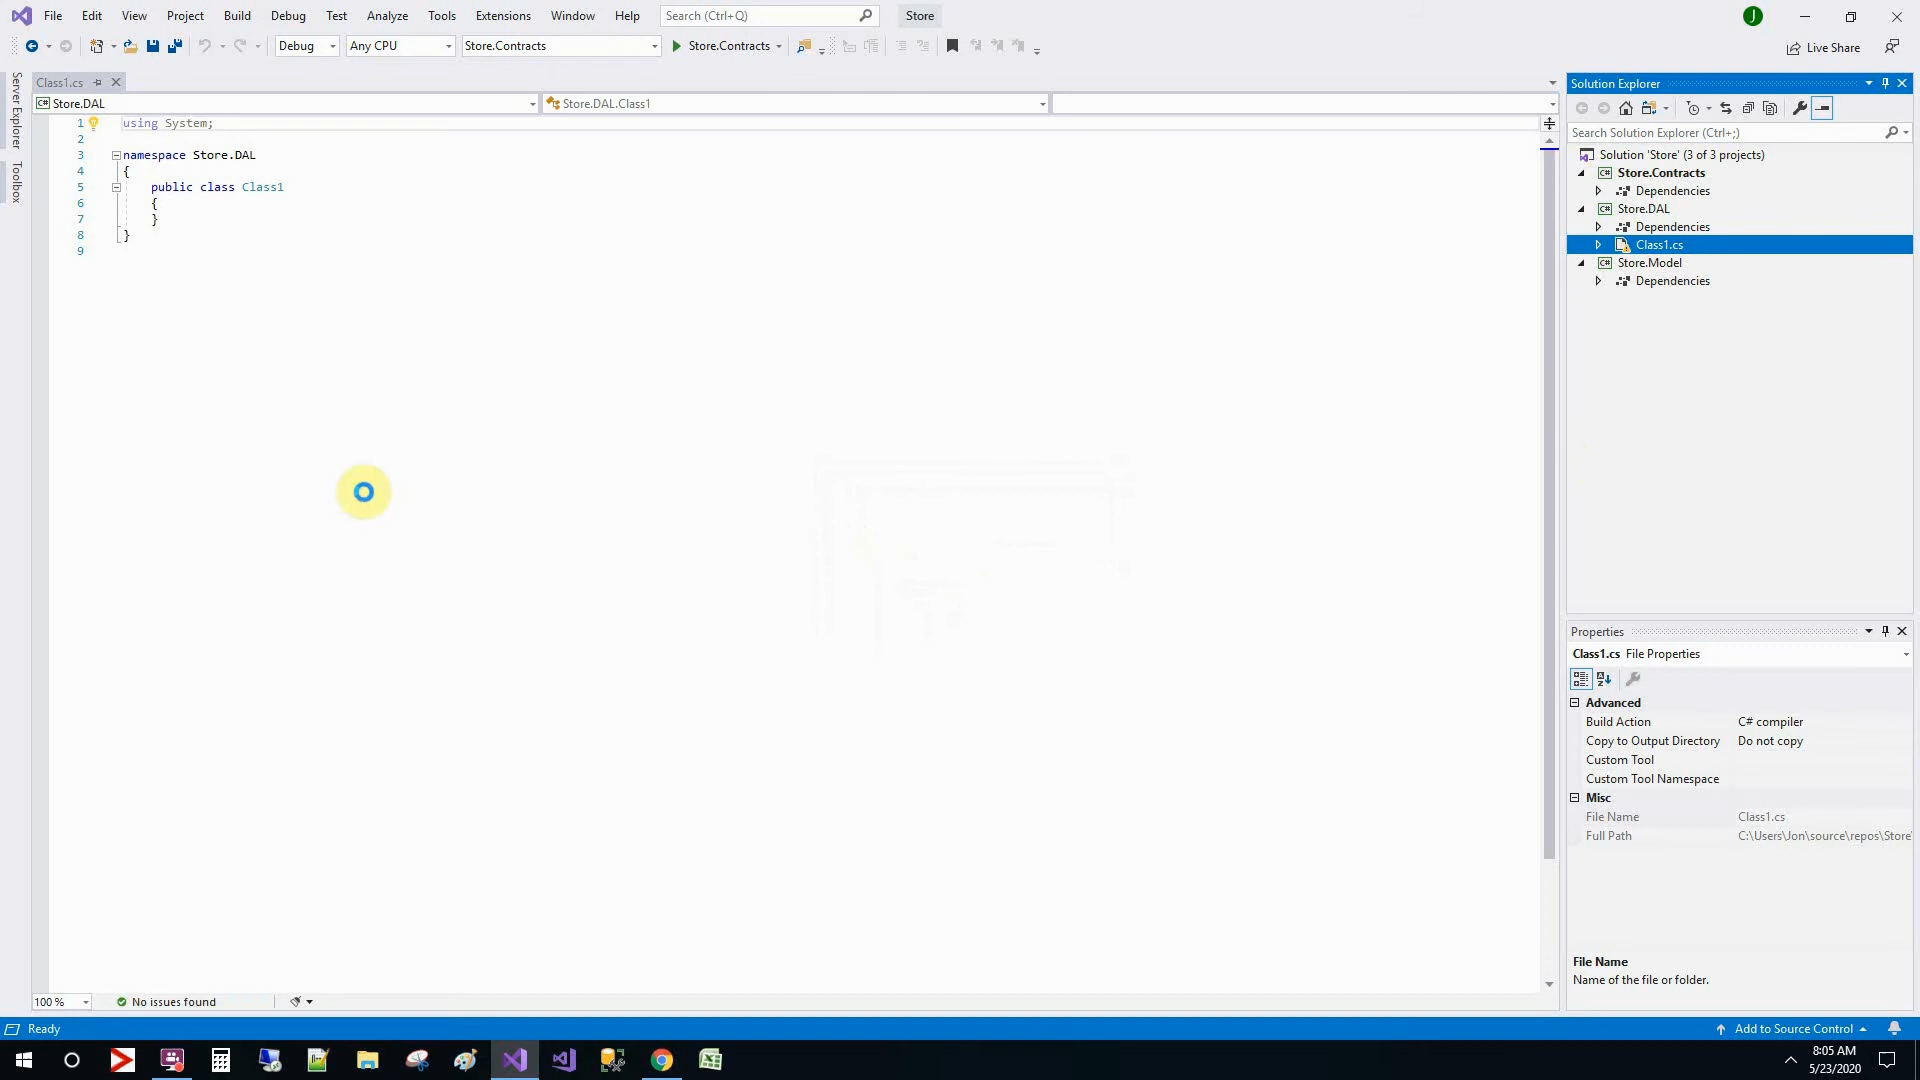 File Edit View Project Build Debug Test Analyze Tools Extensions Window Help Search (Ctrl+Q) Store J
Debug Any CPU Store.Contracts Store.Contracts Live Share
Server Explorer
Toolbox
Class1.cs
Store.DAL Store.DAL.Class1
1 using System;
2
3 namespace Store.DAL
4 {
5 public class Class1
6 {
7 }
8 }
9
100 % No issues found
Solution Explorer
Search Solution Explorer (Ctrl+;)
Solution 'Store' (3 of 3 projects)
Store.Contracts
Dependencies
Store.DAL
Dependencies
Class1.cs
Store.Model
Dependencies
Properties
Class1.cs File Properties
Advanced
Build Action C# compiler
Copy to Output Directory Do not copy
Custom Tool
Custom Tool Namespace
Misc
File Name Class1.cs
Full Path C:\Users\Jon\source\repos\Store\
File Name
Name of the file or folder.
Ready Add to Source Control
8:05 AM
5/23/2020